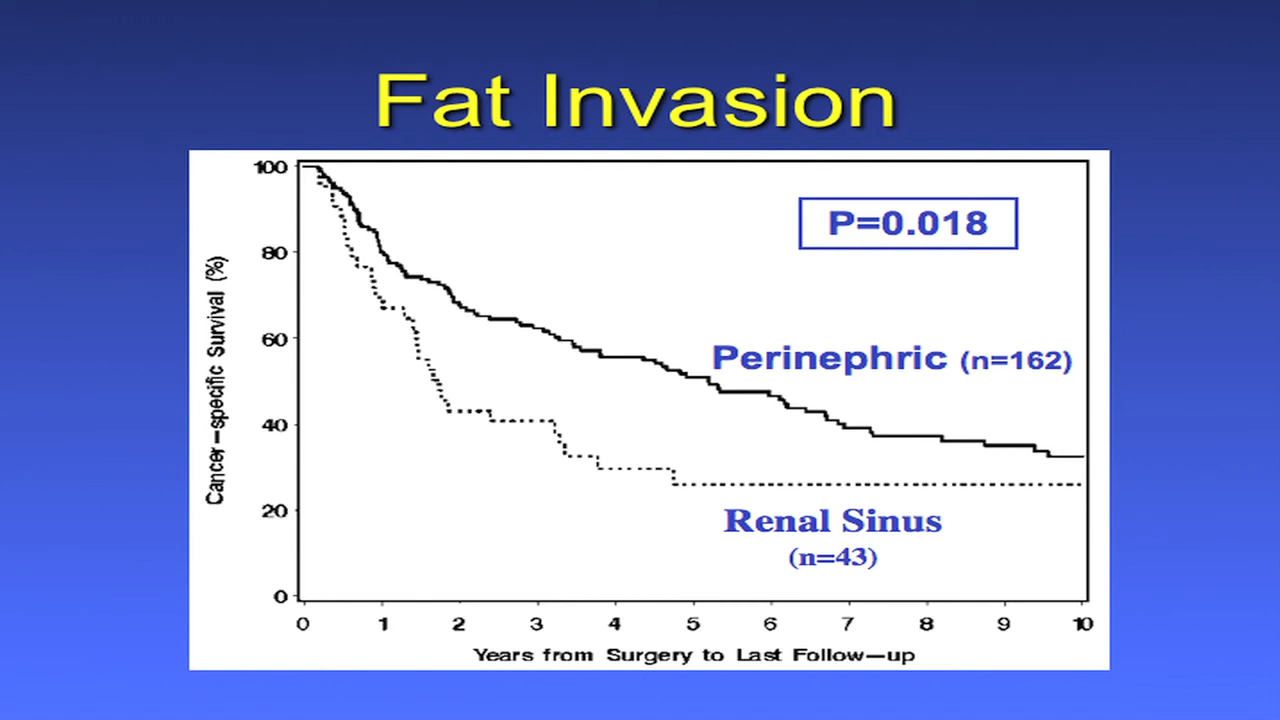 Fat Invasion
100
80
60
40
20
0
Cancer-specific Survival (%)
P=0.018
Perinephric (n=162)
Renal Sinus
(n=43)
0 1 2 3 4 5 6 7 8 9 10
Years from Surgery to Last Follow-up